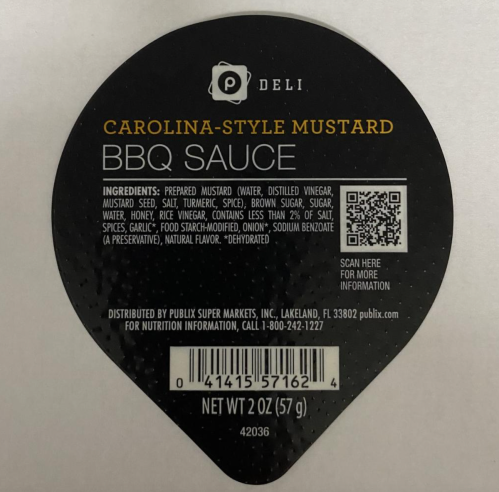 P DELI
CAROLINA-STYLE MUSTARD
BBQ SAUCE
INGREDIENTS: PREPARED MUSTARD (WATER, DISTILLED VINEGAR,
MUSTARD SEED, SALT, TURMERIC, SPICE), BROWN SUGAR, SUGAR,
WATER, HONEY, RICE VINEGAR, CONTAINS LESS THAN 2% OF SALT,
SPICES, GARLIC*, FOOD STARCH-MODIFIED, ONION*, SODIUM BENZOATE
(A PRESERVATIVE), NATURAL FLAVOR. *DEHYDRATED
SCAN HERE
FOR MORE
INFORMATION
DISTRIBUTED BY PUBLIX SUPER MARKETS, INC., LAKELAND, FL 33802 publix.com
FOR NUTRITION INFORMATION, CALL 1-800-242-1227
0 41415 57162 4
NET WT 2 OZ (57 g)
42036